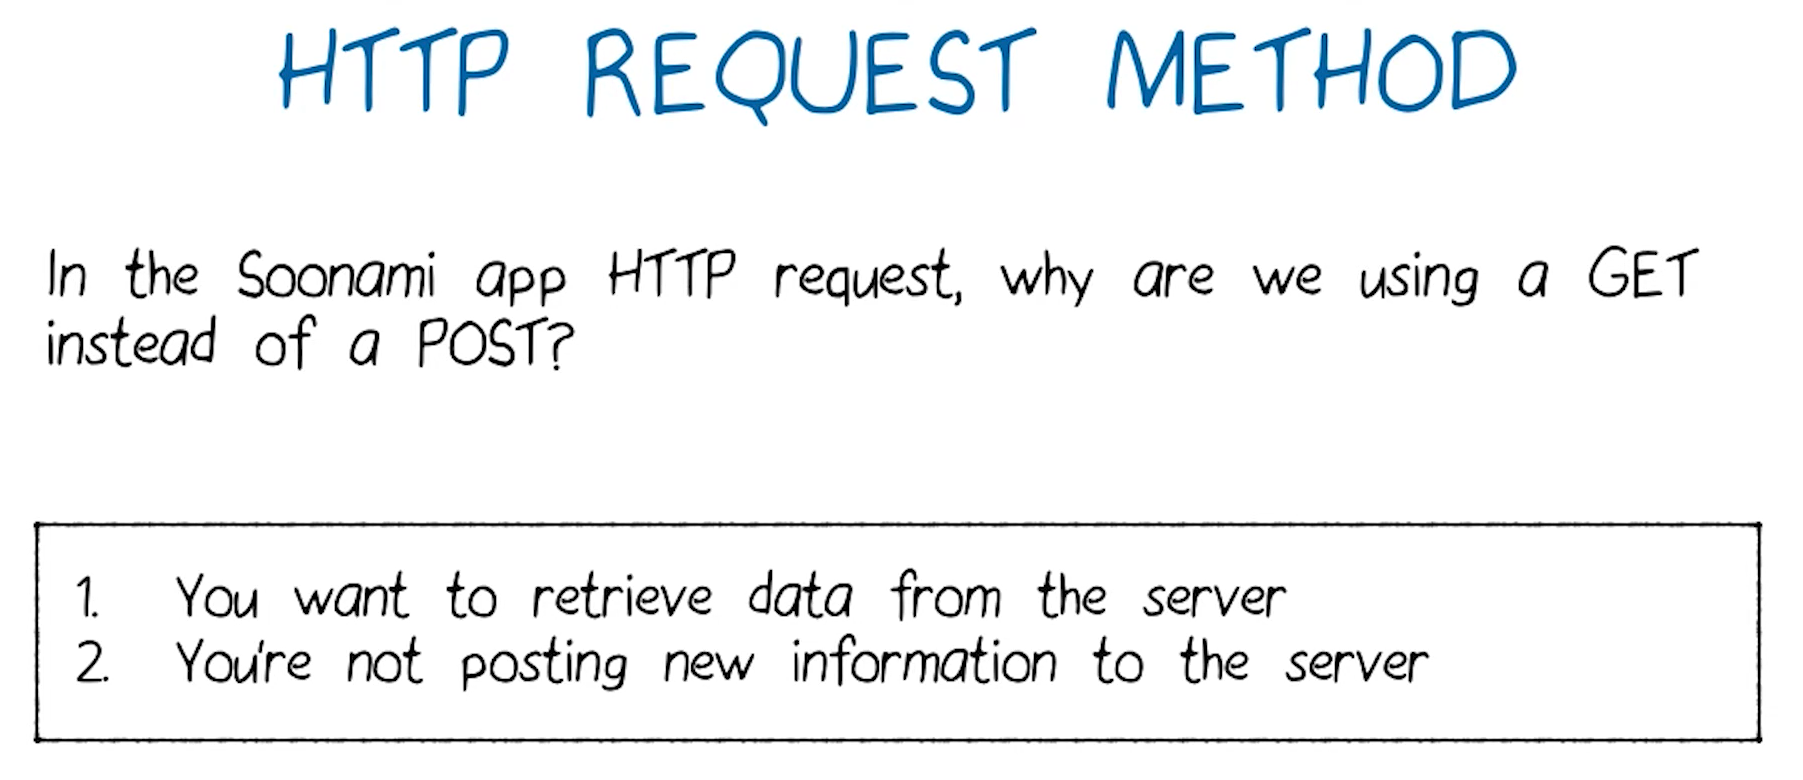 HTTP REQUEST METHOD
In the Soonami app HTTP request, why are we using a GET
instead of a POST?
1. You want to retrieve data from the server
2. You're not posting new information to the server